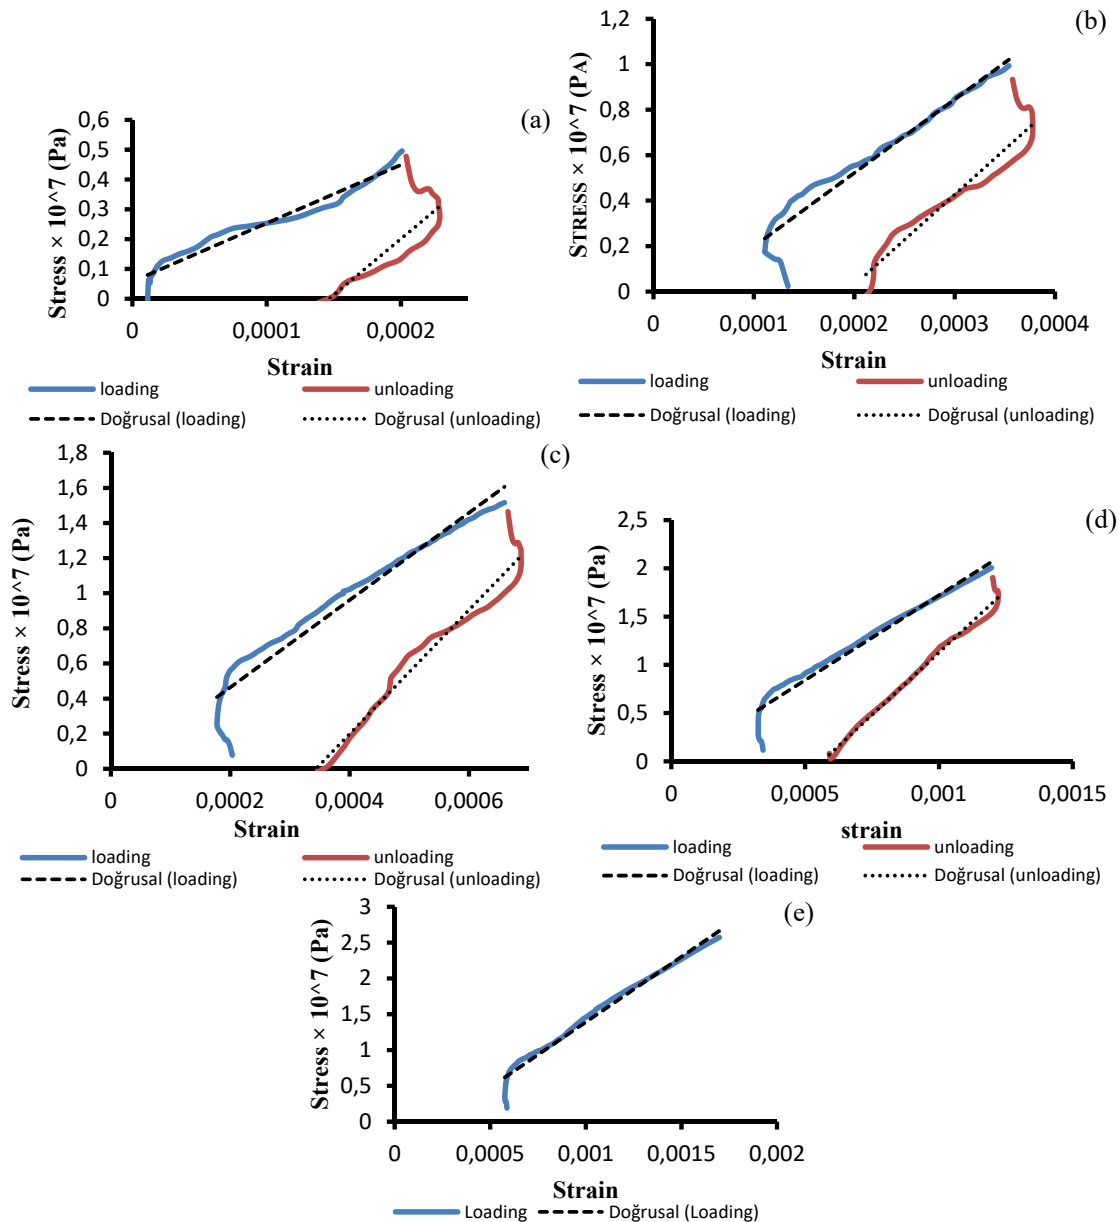 (a)
Stress × 10^7 (Pa)
0,6
0,5
0,4
0,3
0,2
0,1
0
0 0,0001 0,0002
Strain
loading unloading
Doğrusal (loading) Doğrusal (unloading)
(b)
STRESS × 10^7 (PA)
1,2
1
0,8
0,6
0,4
0,2
0
0 0,0001 0,0002 0,0003 0,0004
Strain
loading unloading
Doğrusal (loading) Doğrusal (unloading)
(c)
Stress × 10^7 (Pa)
1,8
1,6
1,4
1,2
1
0,8
0,6
0,4
0,2
0
0 0,0002 0,0004 0,0006
Strain
loading unloading
Doğrusal (loading) Doğrusal (unloading)
(d)
Stress × 10^7 (Pa)
2,5
2
1,5
1
0,5
0
0 0,0005 0,001 0,0015
strain
loading unloading
Doğrusal (loading) Doğrusal (unloading)
(e)
Stress × 10^7 (Pa)
3
2,5
2
1,5
1
0,5
0
0 0,0005 0,001 0,0015 0,002
Strain
Loading Doğrusal (Loading)